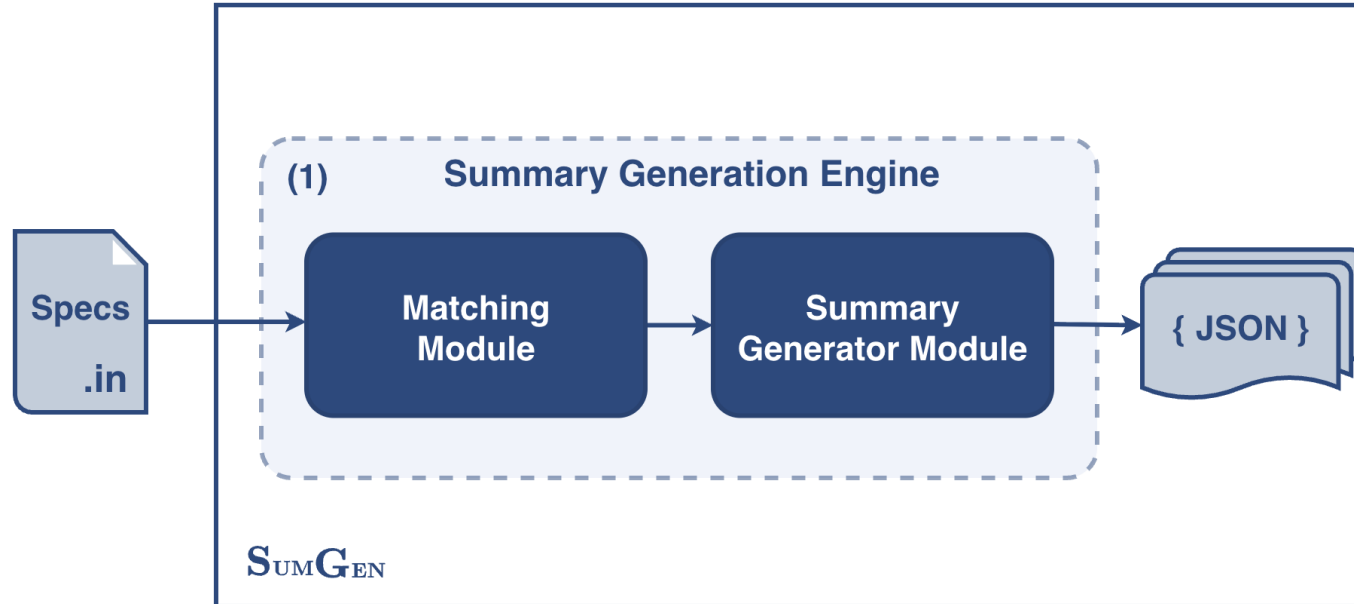 (1) Summary Generation Engine
Specs
.in
Matching
Module
Summary
Generator Module
{ JSON }
SUMGEN